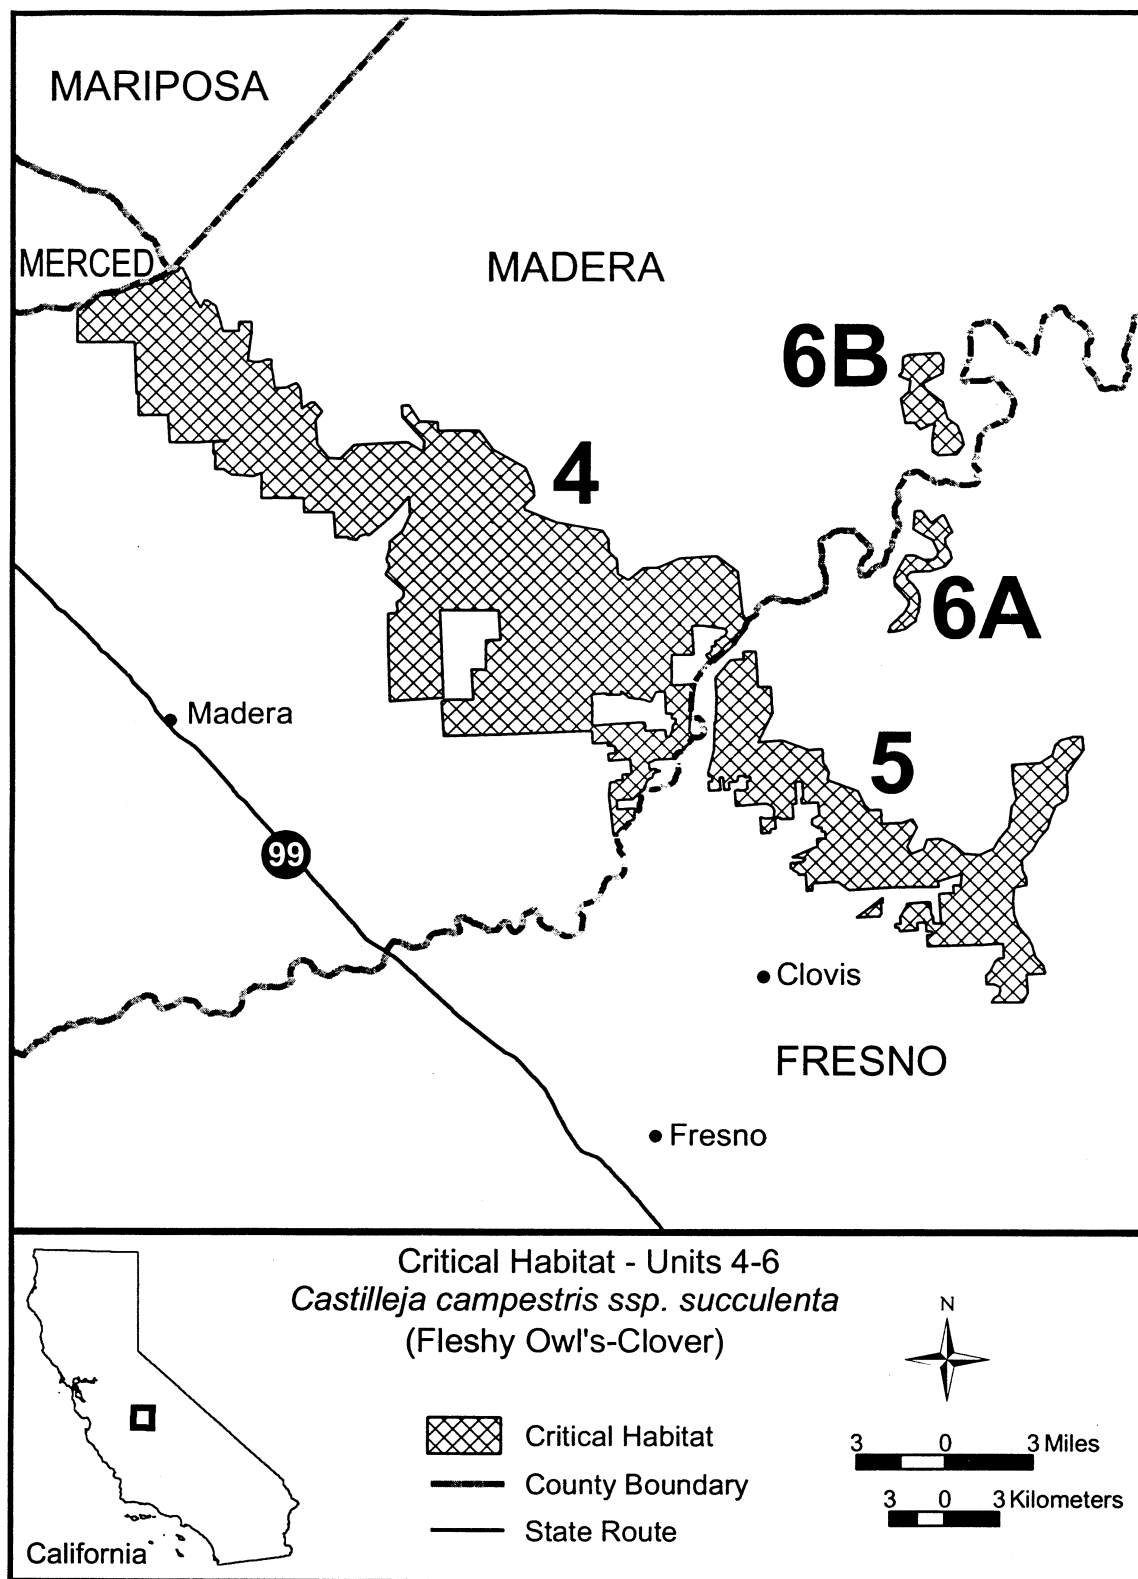 MARIPOSA
MERCED
MADERA
6B
4
6A
5
Madera
99
Clovis
FRESNO
Fresno
Critical Habitat - Units 4-6
Castilleja campestris ssp. succulenta
(Fleshy Owl's-Clover)
N
Critical Habitat
County Boundary
State Route
3 0 3 Miles
3 0 3 Kilometers
California